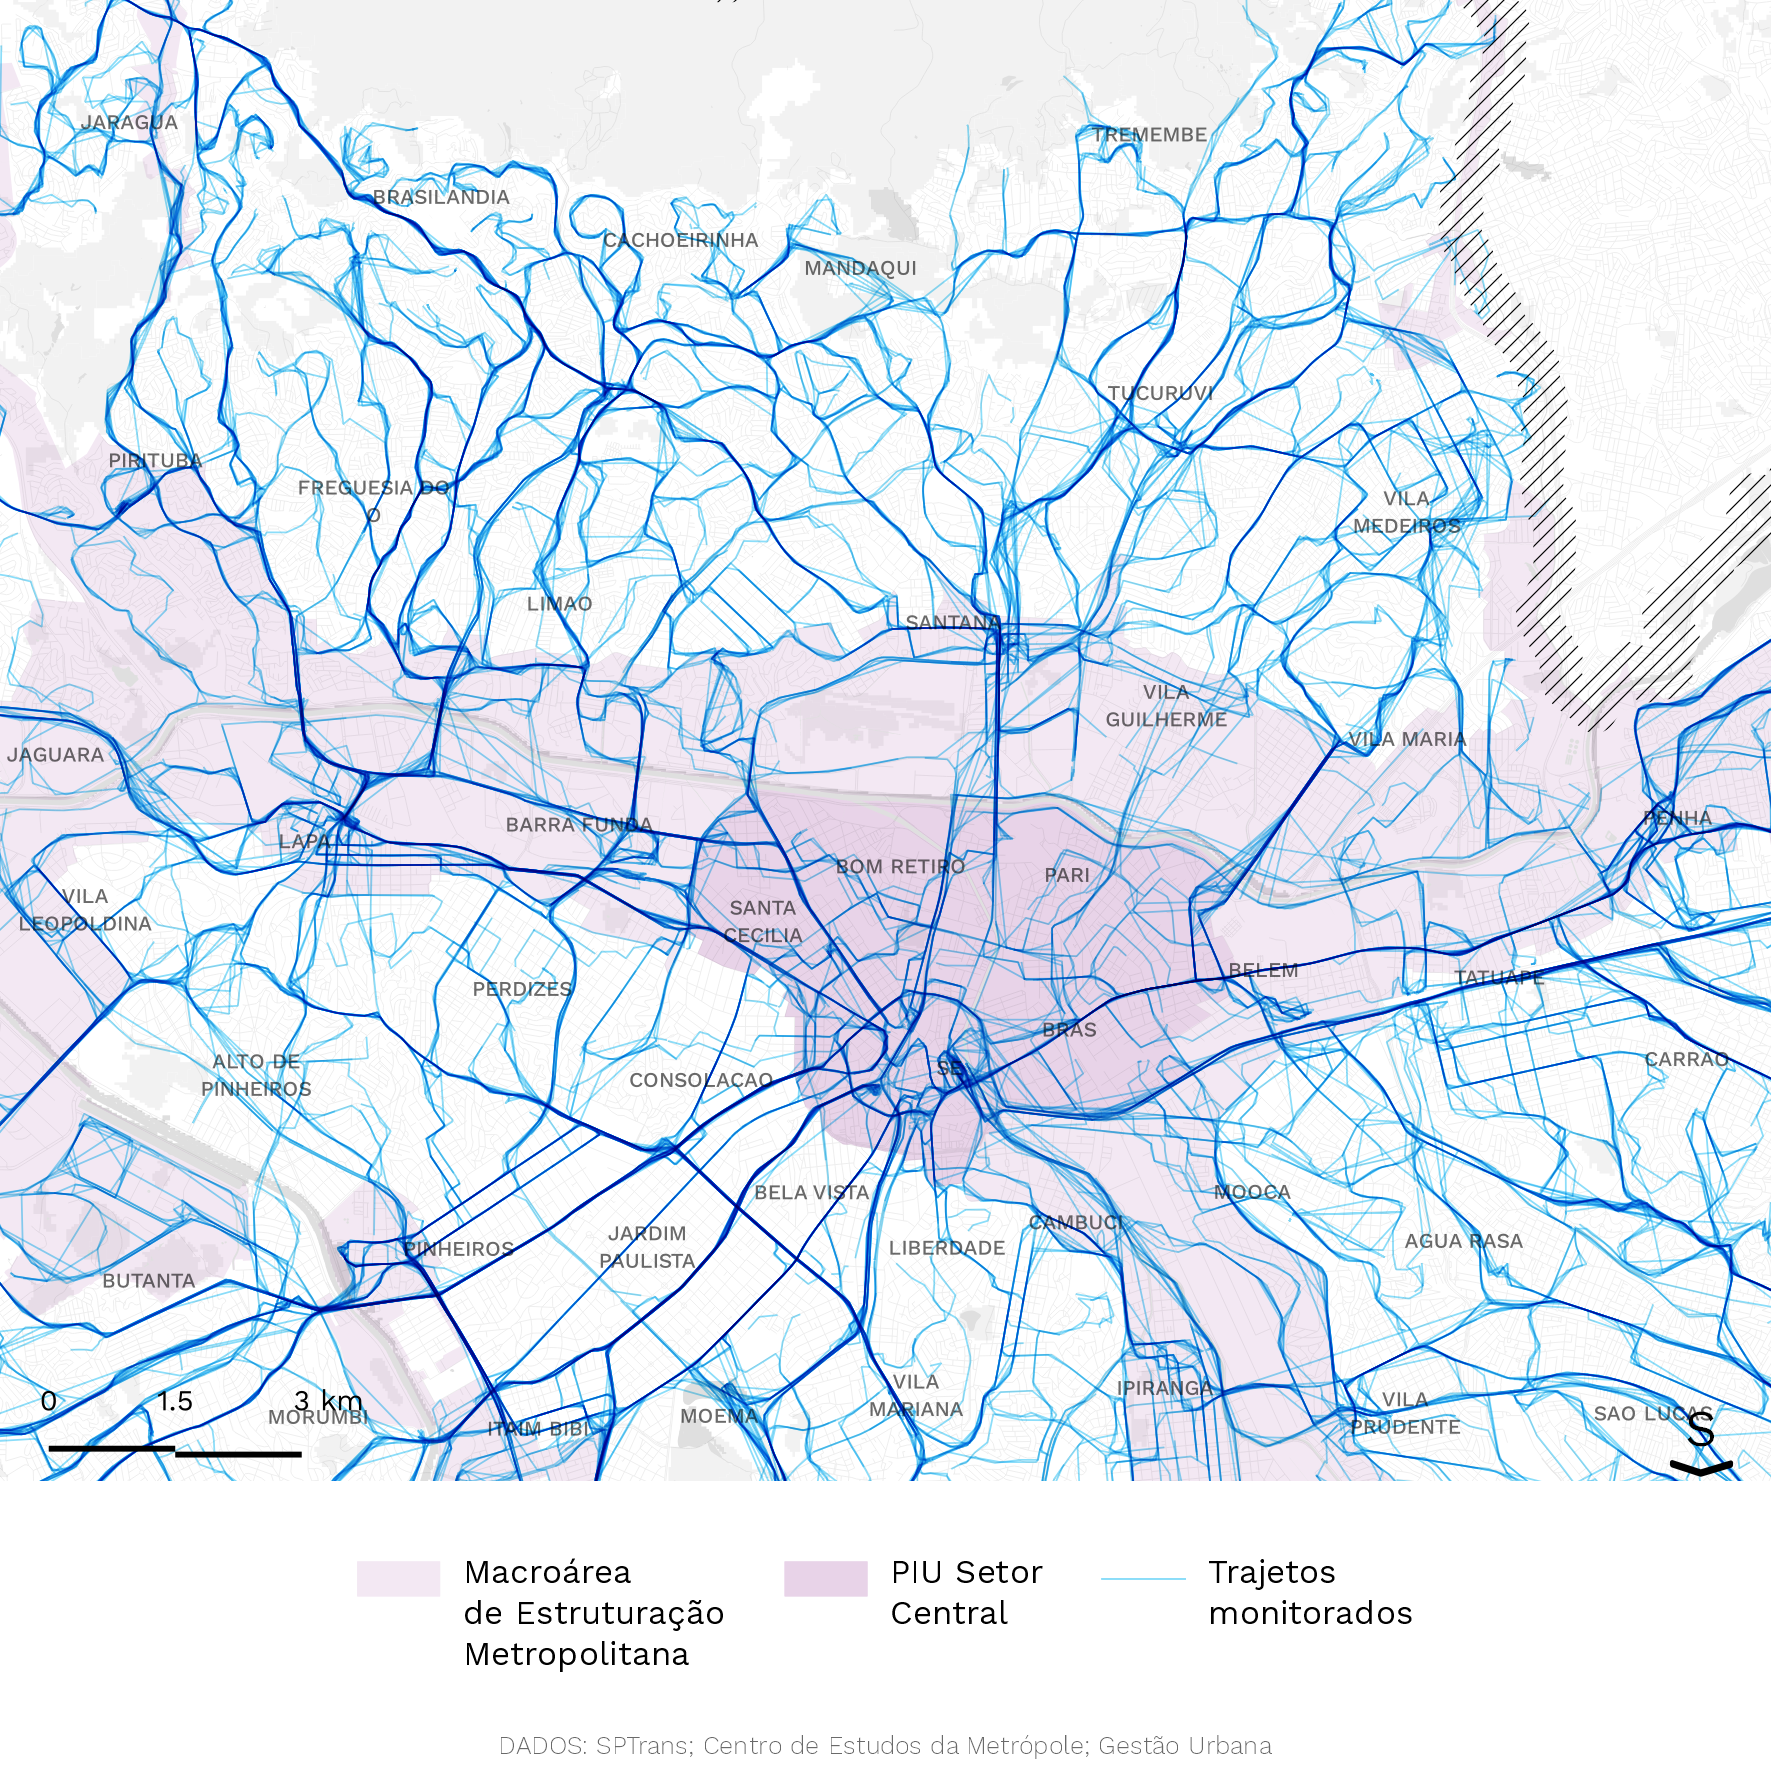 JARAGUA
TREMEMBE
BRASILANDIA
CACHOEIRINHA
MANDAQUI
TUCURUVI
PIRITUBA
FREGUESIA DO
O
VILA
MEDEIROS
LIMAO
SANTANA
VILA
GUILHERME
VILA MARIA
JAGUARA
PENHA
BARRA FUNDA
LAPA
BOM RETIRO
PARI
VILA
LEOPOLDINA
SANTA
CECILIA
BELEM
TATUAPE
PERDIZES
BRAS
ALTO DE
PINHEIROS
CONSOLACAO
SE
CARRAO
BELA VISTA
MOOCA
CAMBUCI
JARDIM
PAULISTA
LIBERDADE
AGUA RASA
PINHEIROS
BUTANTA
VILA
MARIANA
IPIRANGA
VILA
PRUDENTE
0 1.5 3 km
MORUMBI
ITAIM BIBI
MOEMA
SAO LUCAS
S
Macroárea
de Estruturação
Metropolitana
PIU Setor
Central
Trajetos
monitorados
DADOS: SPTrans; Centro de Estudos da Metrópole; Gestão Urbana